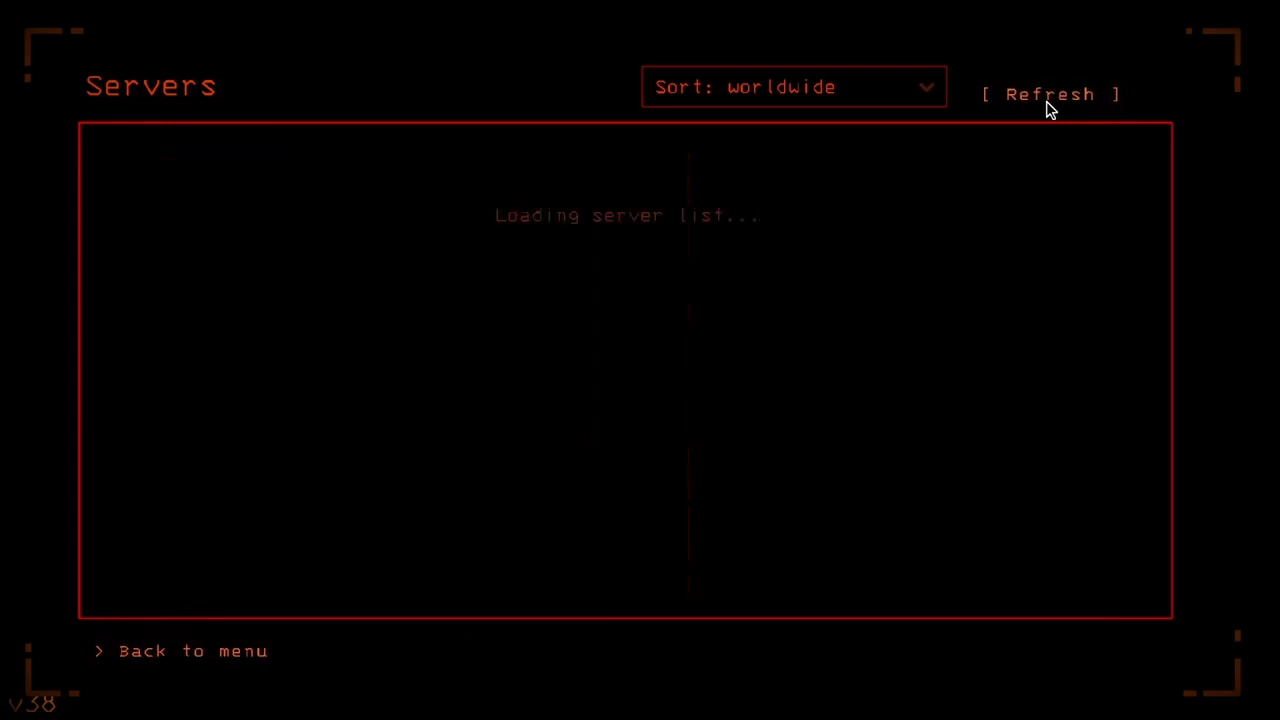 Servers
Sort: worldwide
[ Refresh ]
Loading server list...
> Back to menu
v38